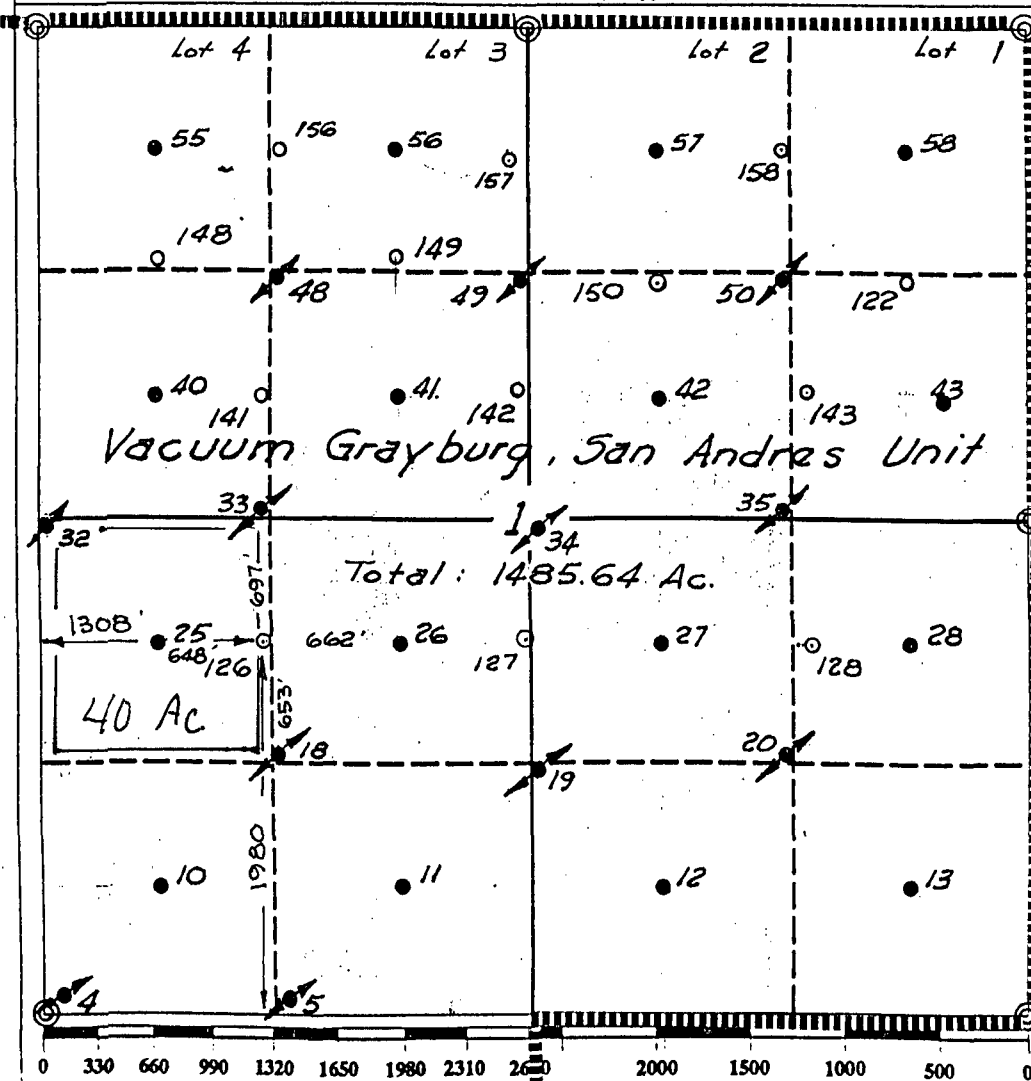 Lot 4 Lot 3 Lot 2 Lot 1
55 156 56 157 57 158 58
148 149
48 49 150 50 122
40 141 41. 142 42 143 43
Vacuum Grayburg, San Andres Unit
32 33 1 34 35
Total: 1485.64 Ac.
667'
1308' 25 648' 126 662' 26 127 27 128 28
40 Ac
653'
18 19 20
1980
10 11 12 13
4 5
0 330 660 990 1320 1650 1980 2310 2000 1500 1000 500 0